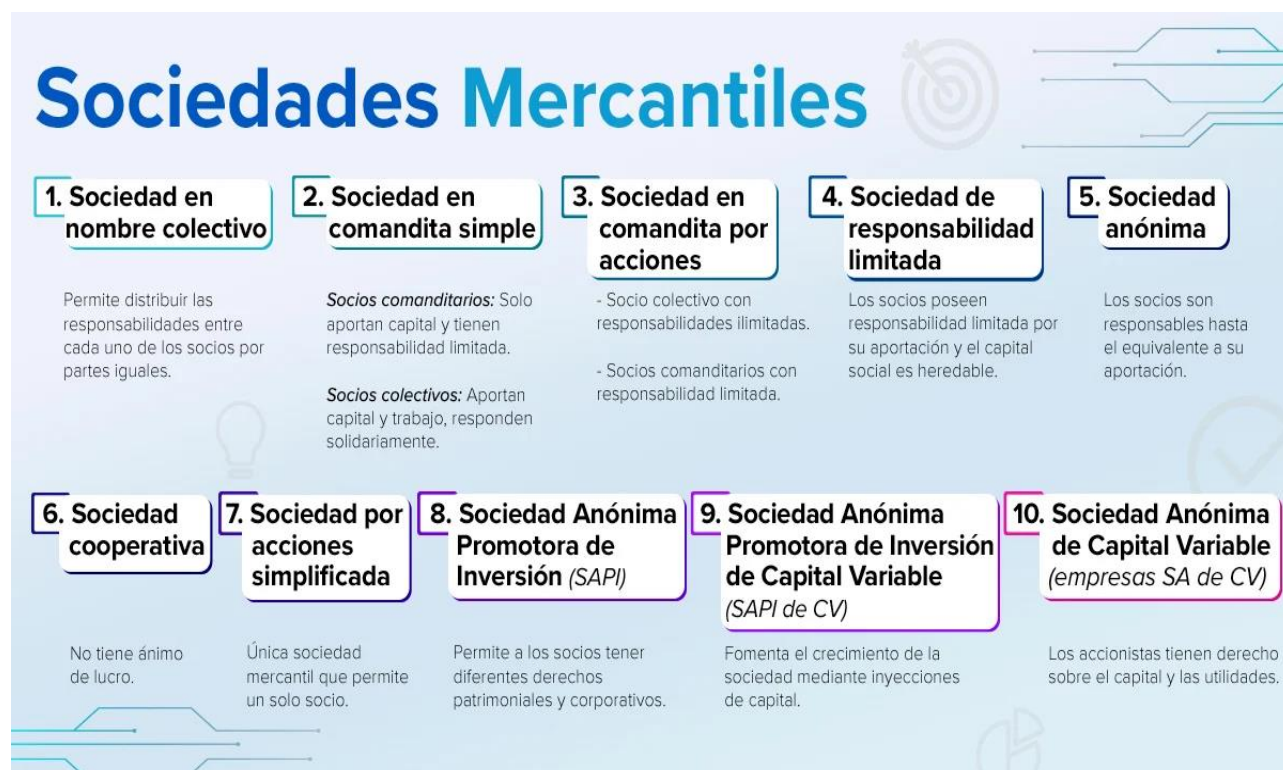 Sociedades Mercantiles
1. Sociedad en
nombre colectivo
Permite distribuir las
responsabilidades entre
cada uno de los socios por
partes iguales.
2. Sociedad en
comandita simple
Socios comanditarios: Solo
aportan capital y tienen
responsabilidad limitada.
Socios colectivos: Aportan
capital y trabajo, responden
solidariamente.
3. Sociedad en
comandita por
acciones
- Socio colectivo con
responsabilidades ilimitadas.
- Socios comanditarios con
responsabilidad limitada.
4. Sociedad de
responsabilidad
limitada
Los socios poseen
responsabilidad limitada por
su aportación y el capital
social es heredable.
5. Sociedad
anónima
Los socios son
responsables hasta
el equivalente a su
aportación.
6. Sociedad
cooperativa
No tiene ánimo
de lucro.
7. Sociedad por
acciones
simplificada
Única sociedad
mercantil que permite
un solo socio.
8. Sociedad Anónima
Promotora de
Inversión (SAPI)
Permite a los socios tener
diferentes derechos
patrimoniales y corporativos.
9. Sociedad Anónima
Promotora de Inversión
de Capital Variable
(SAPI de CV)
Fomenta el crecimiento de la
sociedad mediante inyecciones
de capital.
10. Sociedad Anónima
de Capital Variable
(empresas SA de CV)
Los accionistas tienen derecho
sobre el capital y las utilidades.